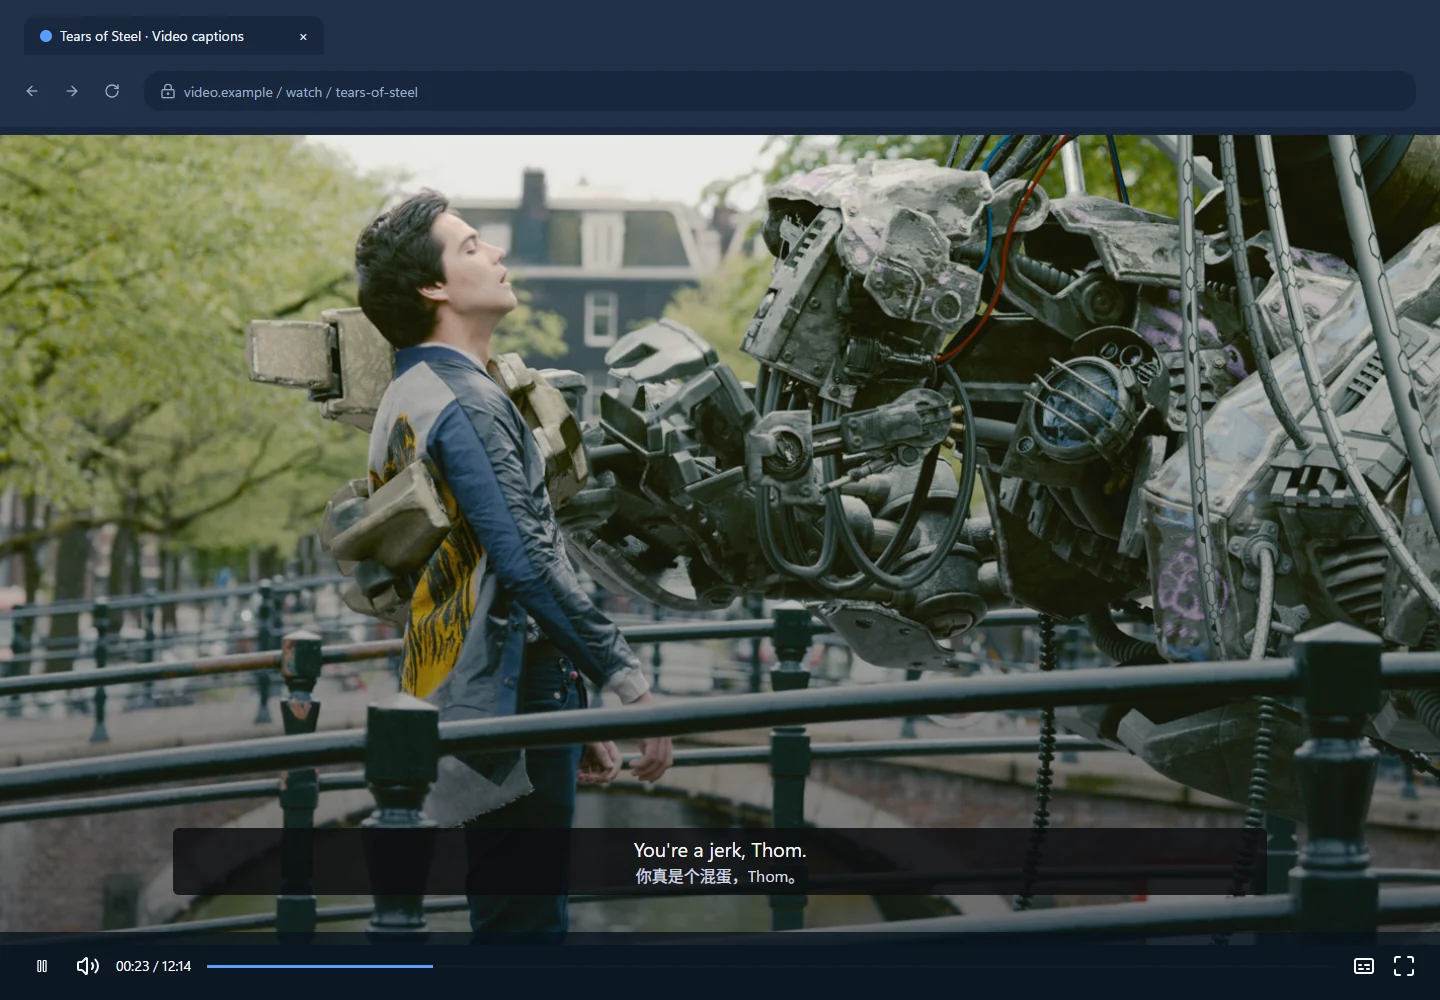 Tears of Steel · Video captions
video.example / watch / tears-of-steel
You're a jerk, Thom.
你真是个混蛋，Thom。
00:23 / 12:14